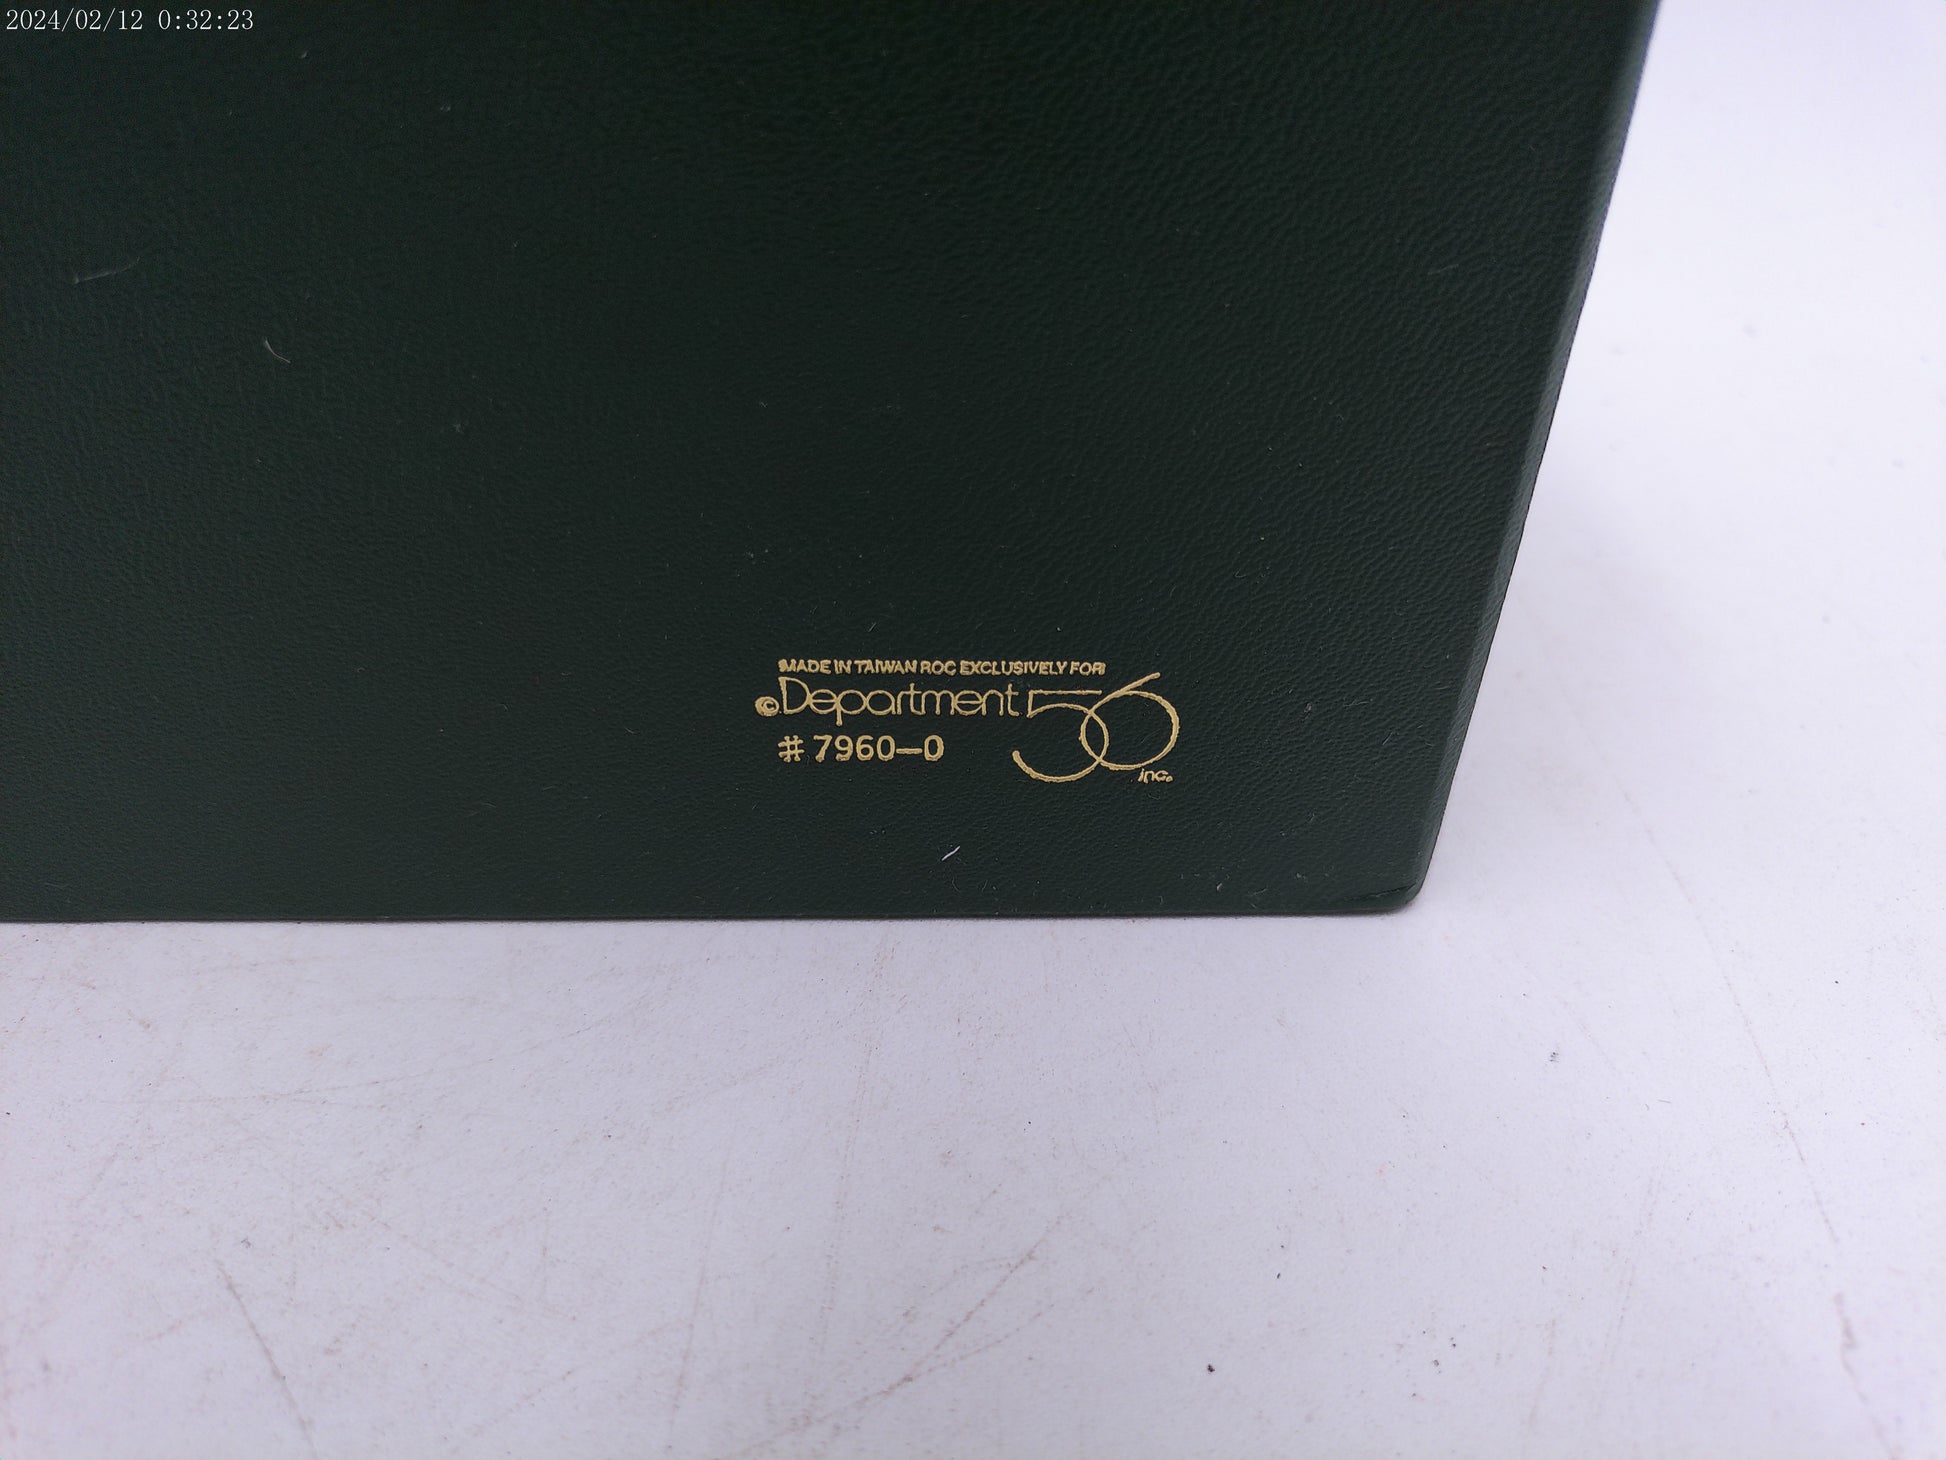 2024/02/12 0:32:23
MADE IN TAIWAN ROC EXCLUSIVELY FOR
©Department 56 inc.
#7960-0